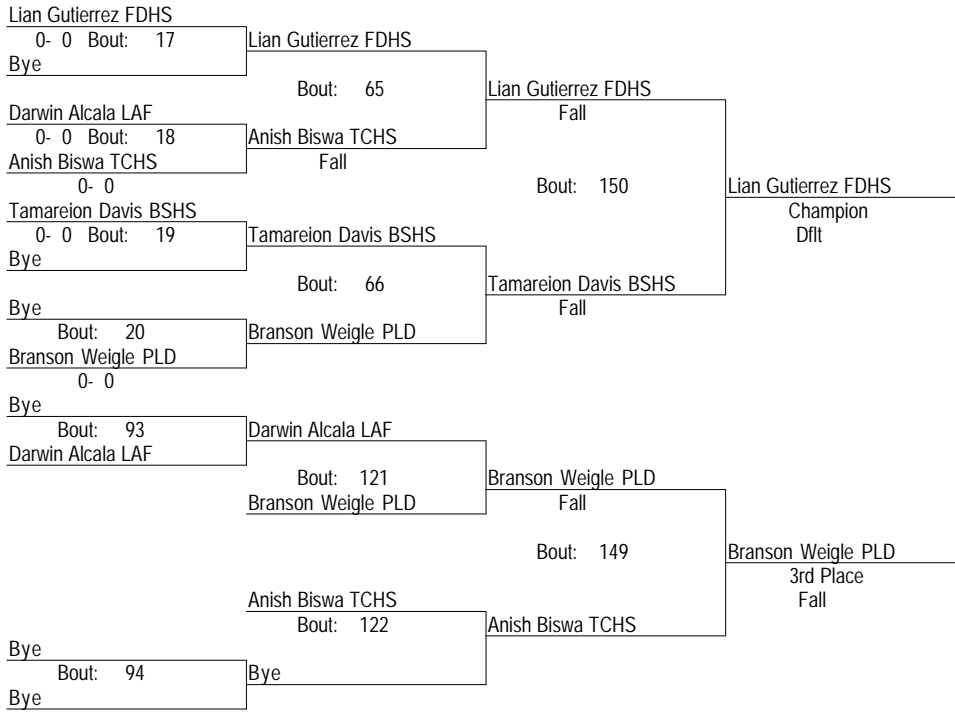 Lian Gutierrez FDHS
0- 0 Bout: 17
Bye
Lian Gutierrez FDHS
Bout: 65
Darwin Alcala LAF
0- 0 Bout: 18
Anish Biswa TCHS
0- 0
Anish Biswa TCHS
Fall
Lian Gutierrez FDHS
Fall
Bout: 150
Tamareion Davis BSHS
0- 0 Bout: 19
Bye
Tamareion Davis BSHS
Bout: 66
Bye
Bout: 20
Branson Weigle PLD
0- 0
Branson Weigle PLD
Tamareion Davis BSHS
Fall
Lian Gutierrez FDHS
Champion
Dflt
Bye
Bout: 93
Darwin Alcala LAF
Darwin Alcala LAF
Bout: 121
Branson Weigle PLD
Branson Weigle PLD
Fall
Bout: 149
Anish Biswa TCHS
Bout: 122
Bye
Bye
Bout: 94
Bye
Anish Biswa TCHS
Branson Weigle PLD
3rd Place
Fall